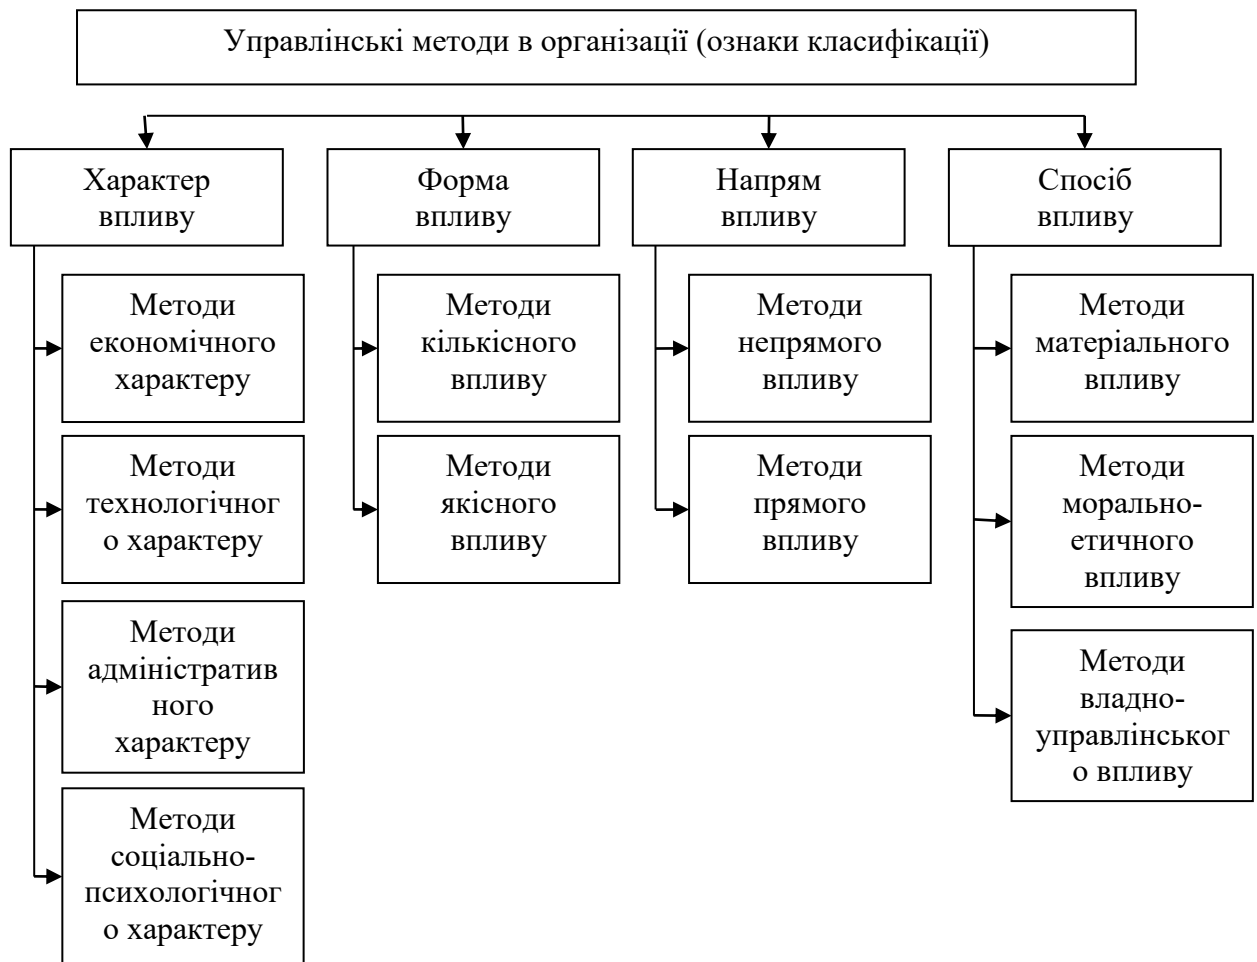 Управлінські методи в організації (ознаки класифікації)
Характер
впливу
Методи
економічного
характеру
Методи
технологічног
о характеру
Методи
адміністратив
ного
характеру
Методи
соціально-
психологічног
о характеру
Форма
впливу
Методи
кількісного
впливу
Методи
якісного
впливу
Напрям
впливу
Методи
непрямого
впливу
Методи
прямого
впливу
Спосіб
впливу
Методи
матеріального
впливу
Методи
морально-
етичного
впливу
Методи
владно-
управлінськог
о впливу